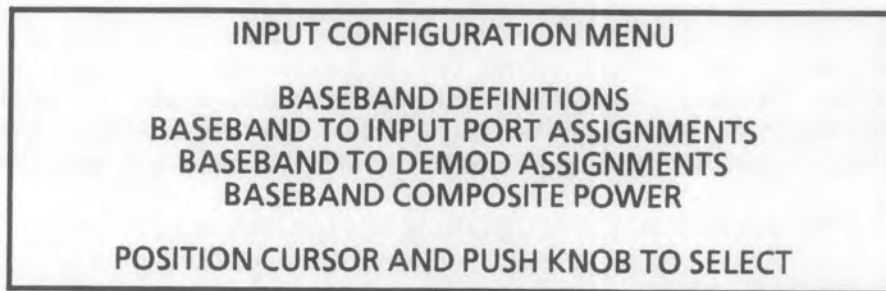 INPUT CONFIGURATION MENU
BASEBAND DEFINITIONS
BASEBAND TO INPUT PORT ASSIGNMENTS
BASEBAND TO DEMOD ASSIGNMENTS
BASEBAND COMPOSITE POWER
POSITION CURSOR AND PUSH KNOB TO SELECT